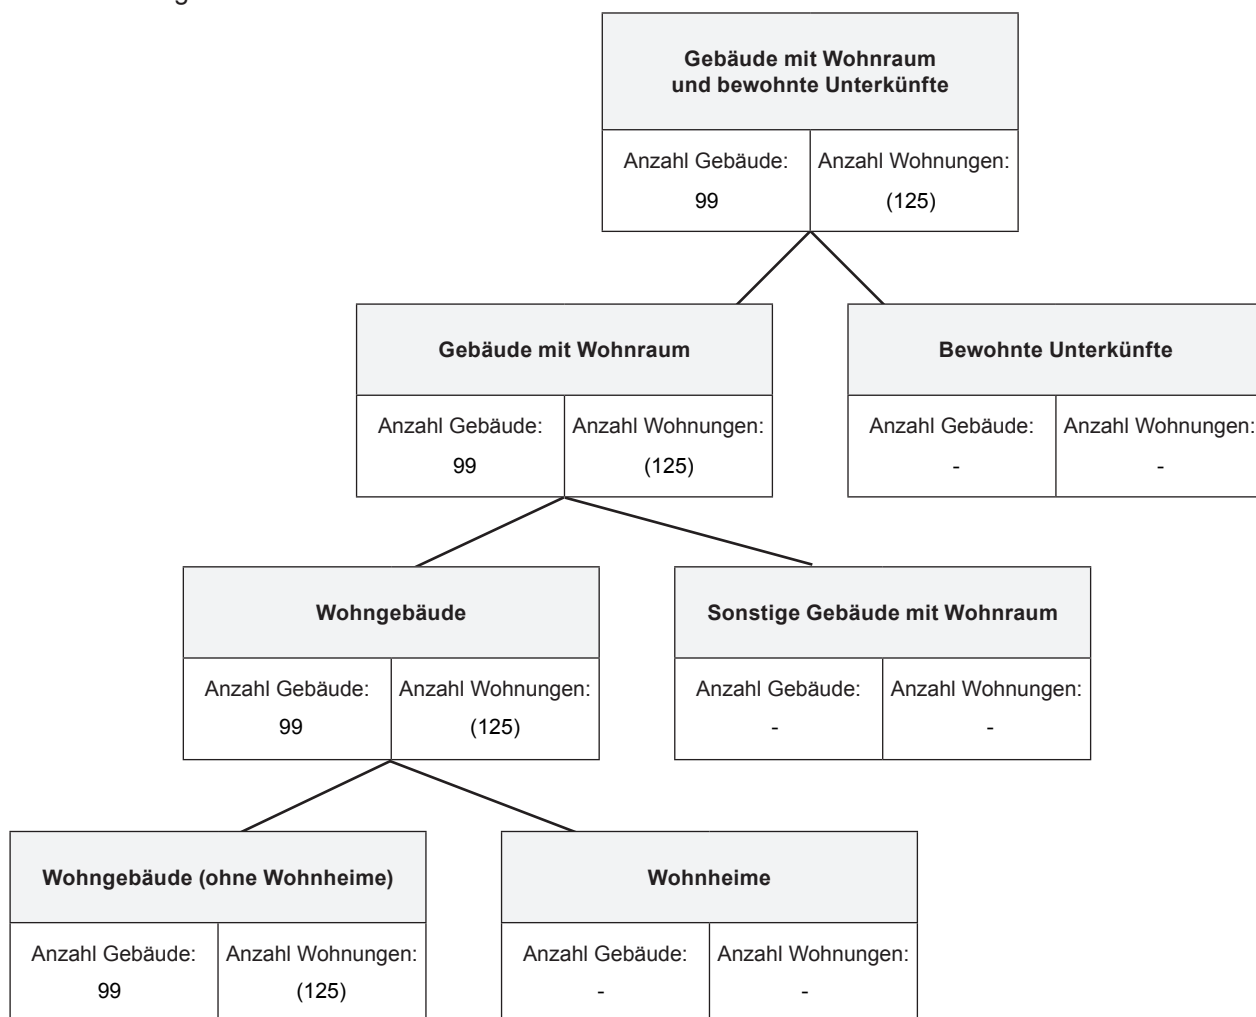 Gebäude mit Wohnraum
und bewohnte Unterkünfte
Anzahl Gebäude: Anzahl Wohnungen:
99 (125)
Gebäude mit Wohnraum
Anzahl Gebäude: Anzahl Wohnungen:
99 (125)
Bewohnte Unterkünfte
Anzahl Gebäude: Anzahl Wohnungen:
- -
Wohngebäude
Anzahl Gebäude: Anzahl Wohnungen:
99 (125)
Sonstige Gebäude mit Wohnraum
Anzahl Gebäude: Anzahl Wohnungen:
- -
Wohngebäude (ohne Wohnheime)
Anzahl Gebäude: Anzahl Wohnungen:
99 (125)
Wohnheime
Anzahl Gebäude: Anzahl Wohnungen:
- -